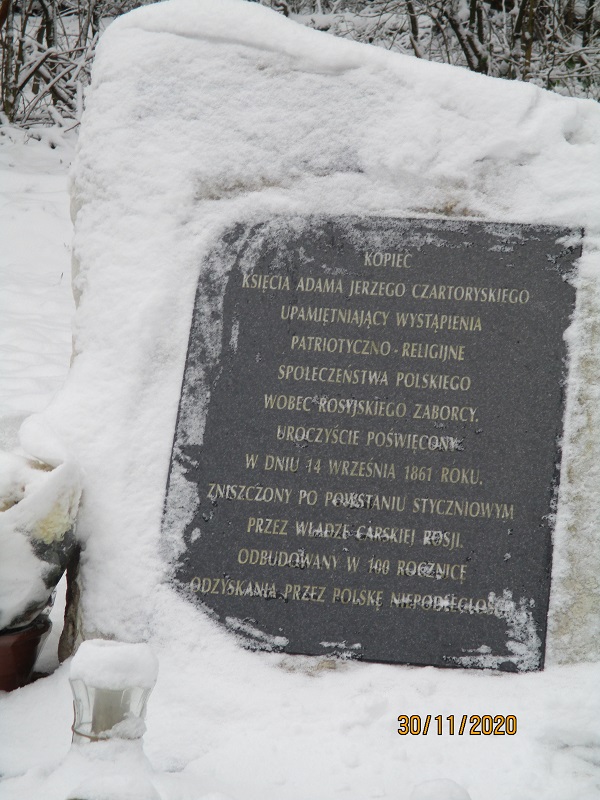 KOPIEC
KSIĘCIA ADAMA JERZEGO CZARTORYSKIEGO
UPAMIĘTNIAJĄCY WYSTĄPIENIA
PATRIOTYCZNO - RELIGIJNE
SPOŁECZEŃSTWA POLSKIEGO
WOBEC ROSYJSKIEGO ZABORCY.
UROCZYŚCIE POŚWIĘCONY
W DNIU 14 WRZEŚNIA 1861 ROKU.
ZNISZCZONY PO POWSTANIU STYCZNIOWYM
PRZEZ WŁADZE CARSKIEJ ROSJI.
ODBUDOWANY W 100 ROCZNICĘ
ODZYSKANIA PRZEZ POLSKĘ NIEPODLEGŁOŚCI
30/11/2020